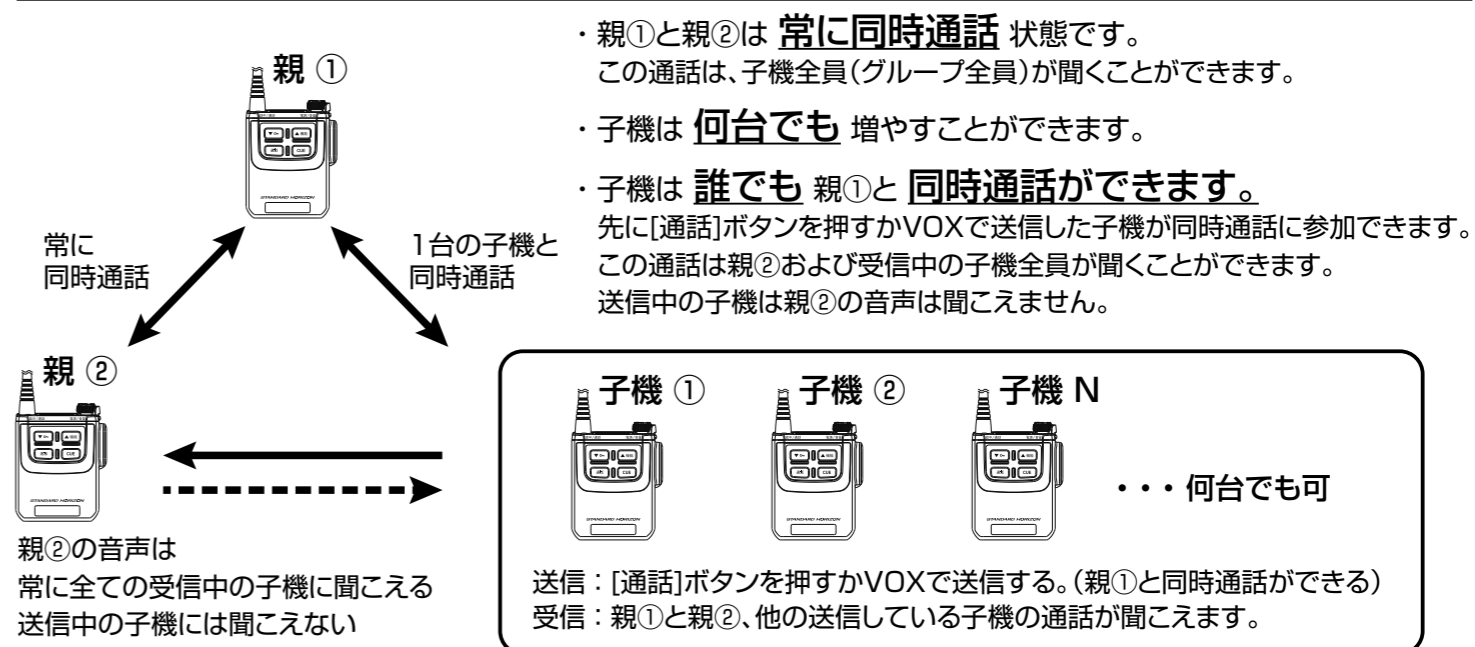 ・親①と親②は 常に同時通話 状態です。
この通話は、子機全員(グループ全員)が聞くことができます。
・子機は 何台でも 増やすことができます。
・子機は 誰でも 親①と 同時通話ができます。
先に[通話]ボタンを押すかVOXで送信した子機が同時通話に参加できます。
この通話は親②および受信中の子機全員が聞くことができます。
送信中の子機は親②の音声は聞こえません。
親 ①
STANDARD HORIZON
常に
同時通話
1台の子機と
同時通話
親 ②
CUE
STANDARD HORIZON
親②の音声は
常に全ての受信中の子機に聞こえる
送信中の子機には聞こえない
子機 ①
子機 ②
子機 N
CUE
CUE
CUE
STANDARD HORIZON
STANDARD HORIZON
STANDARD HORIZON
・・・何台でも可
送信:[通話]ボタンを押すかVOXで送信する。(親①と同時通話ができる)
受信:親①と親②、他の送信している子機の通話が聞こえます。